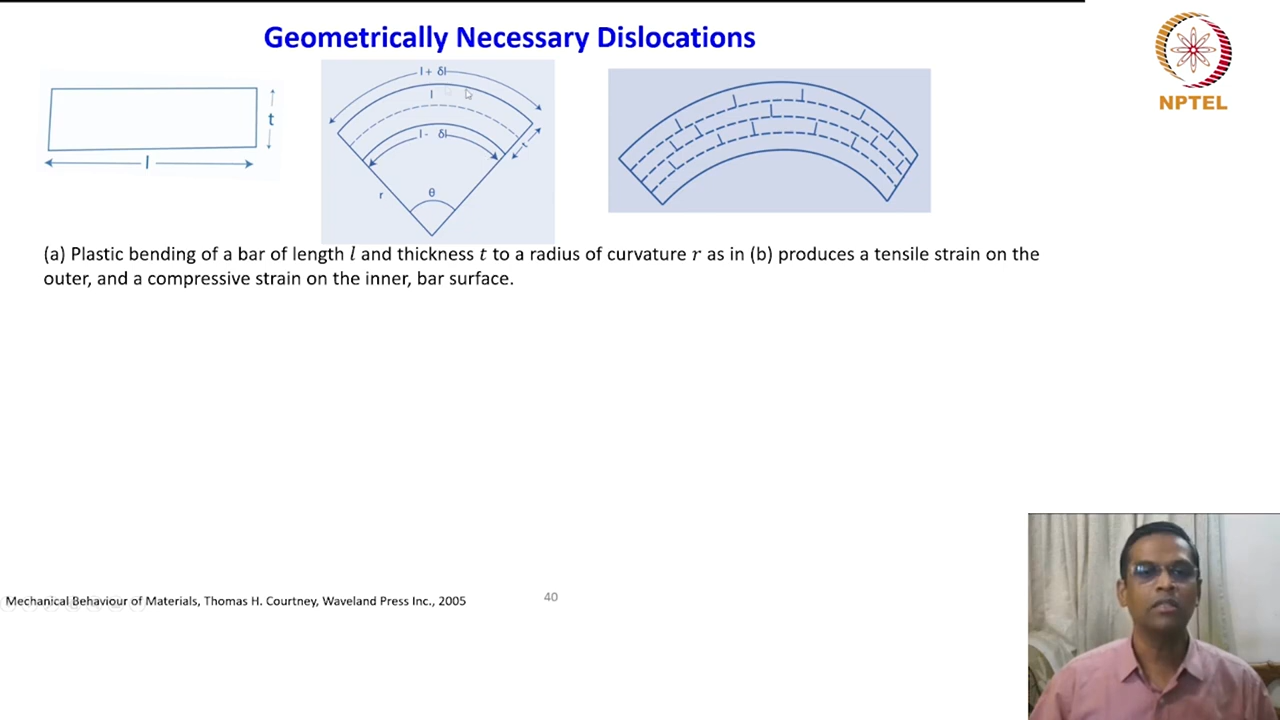 Geometrically Necessary Dislocations
NPTEL
t
l
l + δl
l
l - δl
t
r
θ
(a) Plastic bending of a bar of length l and thickness t to a radius of curvature r as in (b) produces a tensile strain on the
outer, and a compressive strain on the inner, bar surface.
Mechanical Behaviour of Materials, Thomas H. Courtney, Waveland Press Inc., 2005
40